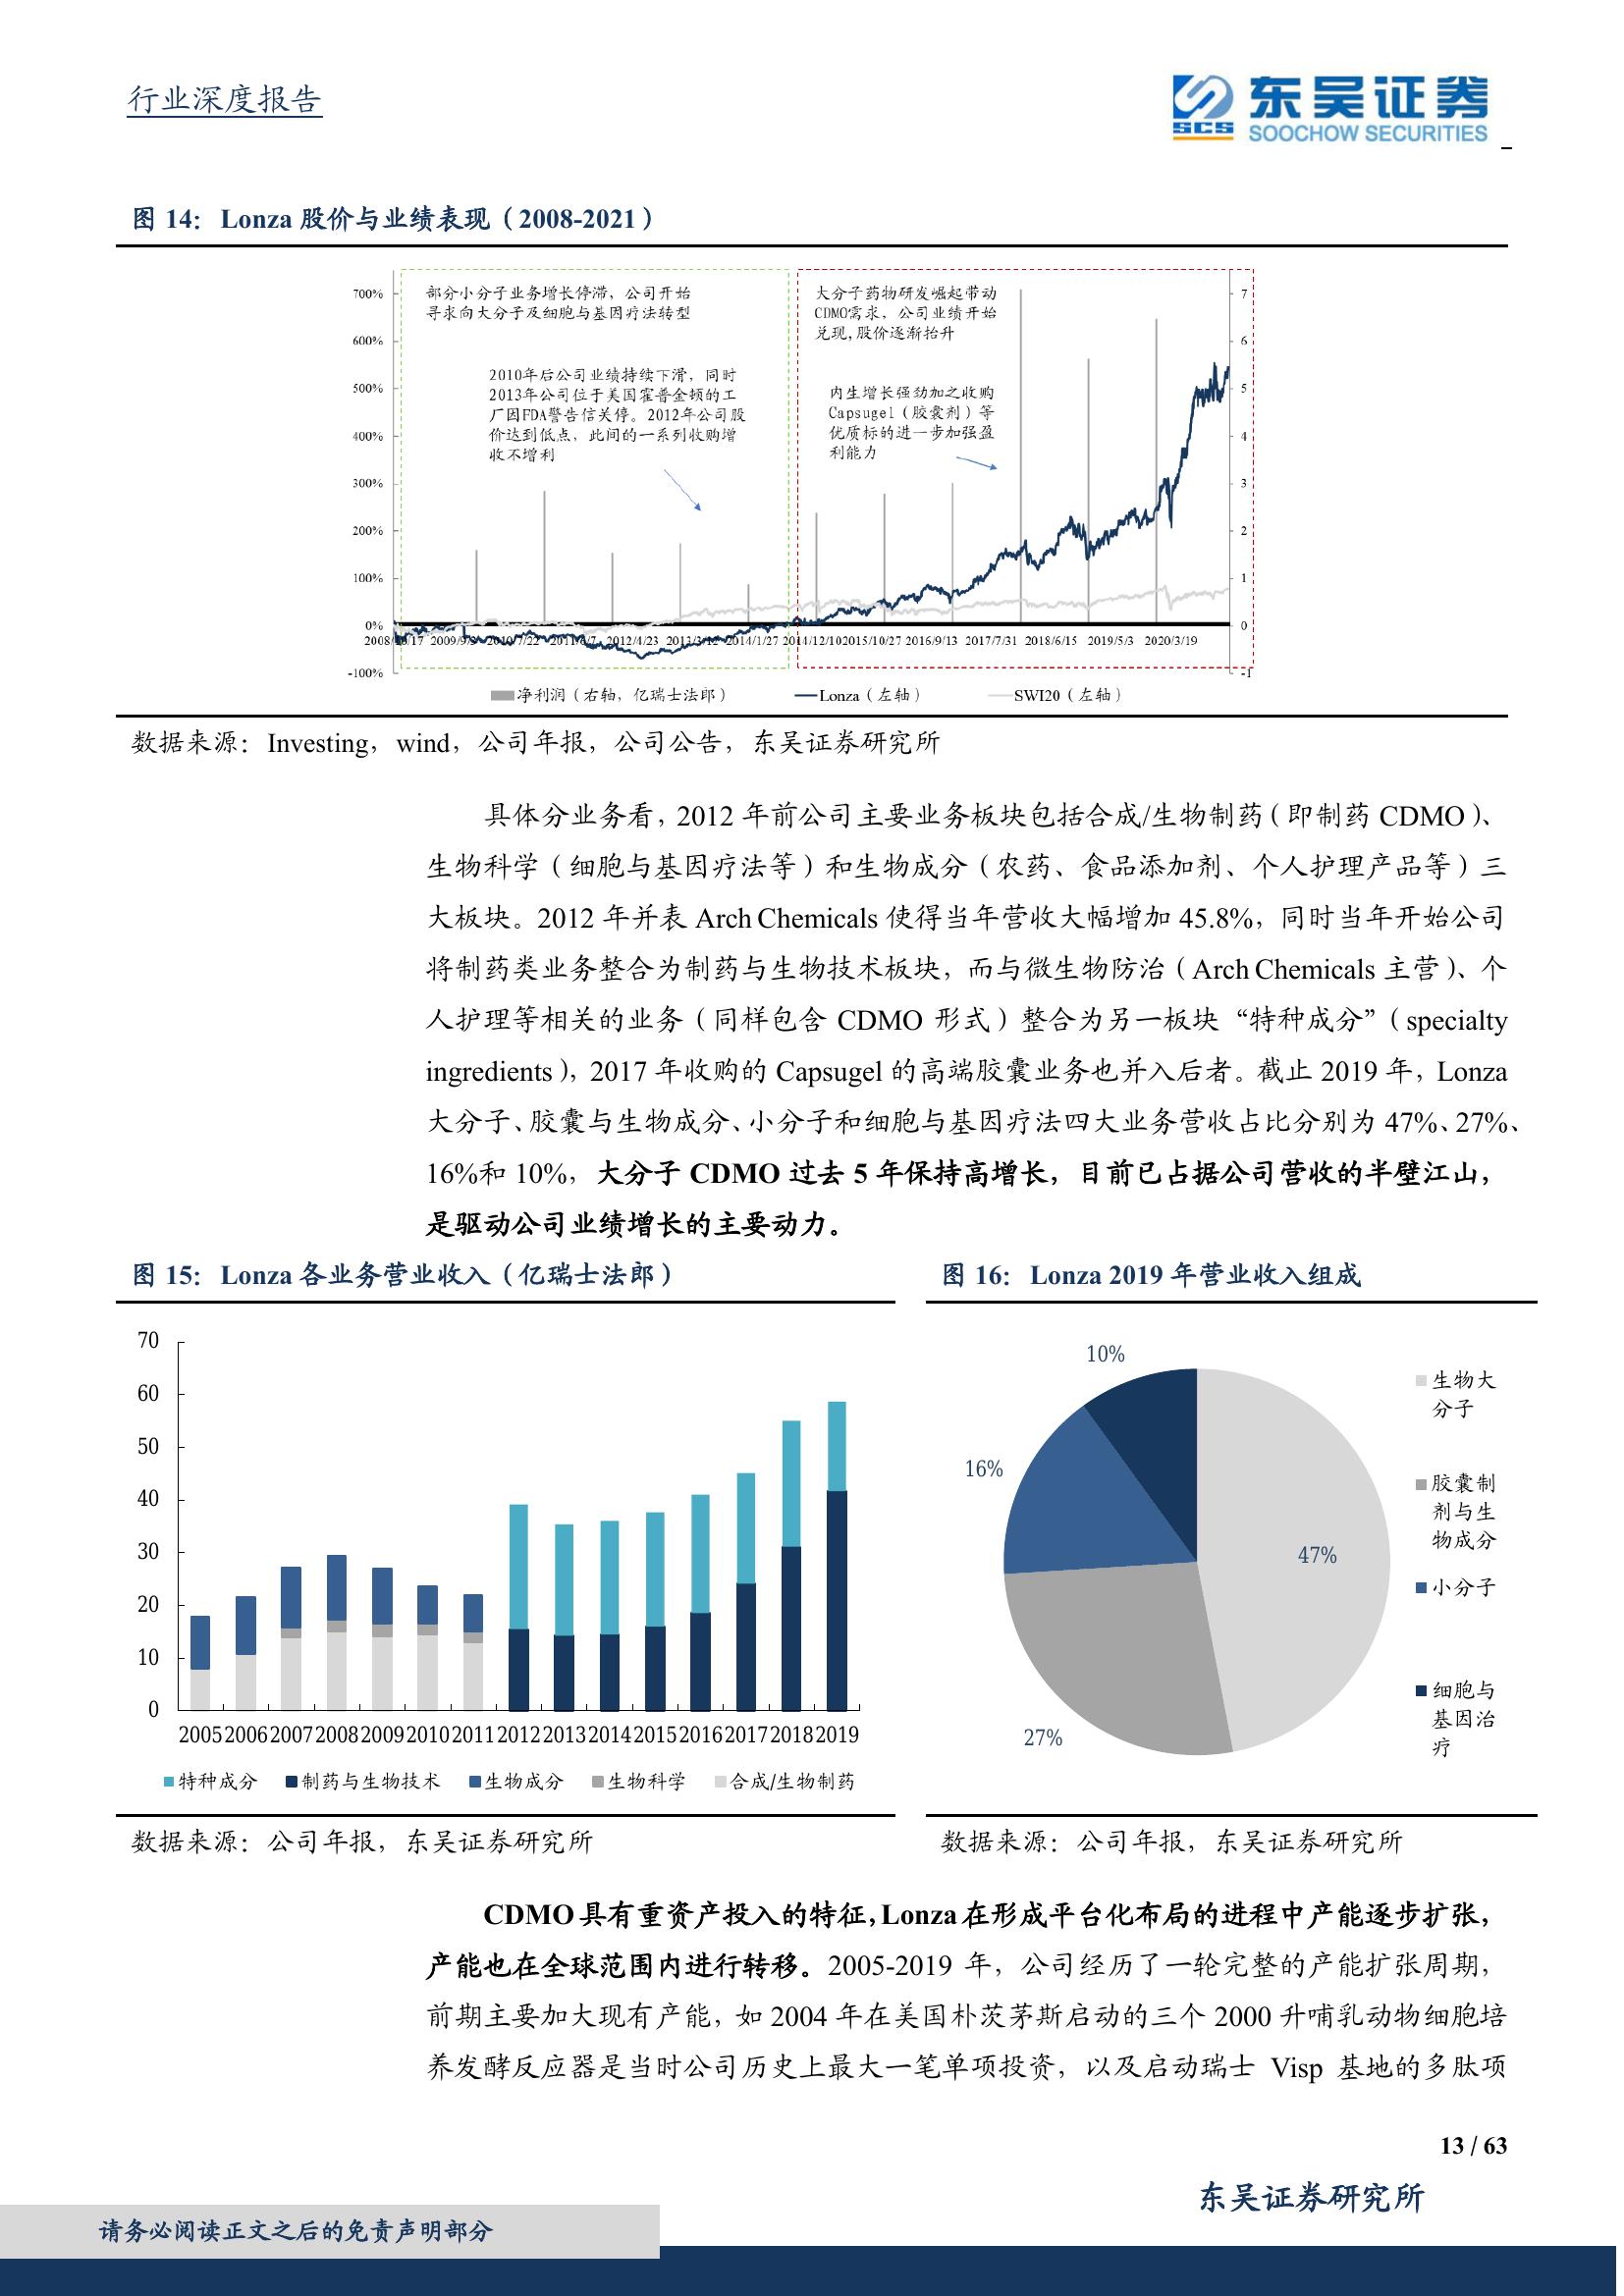 行业深度报告
东吴证券
SCS
SOOCHOW SECURITIES
图 14： Lonza 股价与业绩表现（2008-2021）
部分小分子业务增长停滞，公司开始
寻求向大分子及细胞与基因疗法转型
2010年后公司业绩持续下滑，同时
2013年公司位于美国霍普金顿的工
厂因FDA警告信关停。2012年公司股
价达到低点，此间的一系列收购增
收不增利
大分子药物研发崛起带动
CDMO需求，公司业绩开始
兑现,股价逐渐抬升
内生增长强劲加之收购
Capsugel（胶囊剂）等
优质标的进一步加强盈
利能力
700%
600%
500%
400%
300%
200%
100%
0%
-100%
7
6
5
4
3
2
1
0
-1
2010/7/22 2012/4/23 2014/1/27 2015/10/27 2016/9/13 2017/7/31 2018/6/15 2019/5/3 2020/3/19
净利润（右轴，亿瑞士法郎） Lonza（左轴） SWI20（左轴）
数据来源：Investing，wind，公司年报，公司公告，东吴证券研究所
具体分业务看，2012 年前公司主要业务板块包括合成/生物制药（即制药 CDMO）、
生物科学（细胞与基因疗法等）和生物成分（农药、食品添加剂、个人护理产品等）三
大板块。2012 年并表 Arch Chemicals 使得当年营收大幅增加 45.8%，同时当年开始公司
将制药类业务整合为制药与生物技术板块，而与微生物防治（Arch Chemicals 主营）、个
人护理等相关的业务（同样包含 CDMO 形式）整合为另一板块“特种成分”（specialty
ingredients），2017 年收购的 Capsugel 的高端胶囊业务也并入后者。截止 2019 年，Lonza
大分子、胶囊与生物成分、小分子和细胞与基因疗法四大业务营收占比分别为 47%、27%、
16%和 10%，大分子 CDMO 过去 5 年保持高增长，目前已占据公司营收的半壁江山，
是驱动公司业绩增长的主要动力。
图 15： Lonza 各业务营业收入（亿瑞士法郎）
70
60
50
40
30
20
10
0
2005 2006 2007 2008 2009 2010 2011 2012 2013 2014 2015 2016 2017 2018 2019
特种成分 制药与生物技术 生物成分 生物科学 合成/生物制药
数据来源：公司年报，东吴证券研究所
图 16： Lonza 2019 年营业收入组成
10%
16%
47%
27%
生物大
分子
胶囊制
剂与生
物成分
小分子
细胞与
基因治
疗
数据来源：公司年报，东吴证券研究所
CDMO 具有重资产投入的特征，Lonza 在形成平台化布局的进程中产能逐步扩张，
产能也在全球范围内进行转移。2005-2019 年，公司经历了一轮完整的产能扩张周期，
前期主要加大现有产能，如 2004 年在美国朴茨茅斯启动的三个 2000 升哺乳动物细胞培
养发酵反应器是当时公司历史上最大一笔单项投资，以及启动瑞士 Visp 基地的多肽项
13 / 63
东吴证券研究所
请务必阅读正文之后的免责声明部分